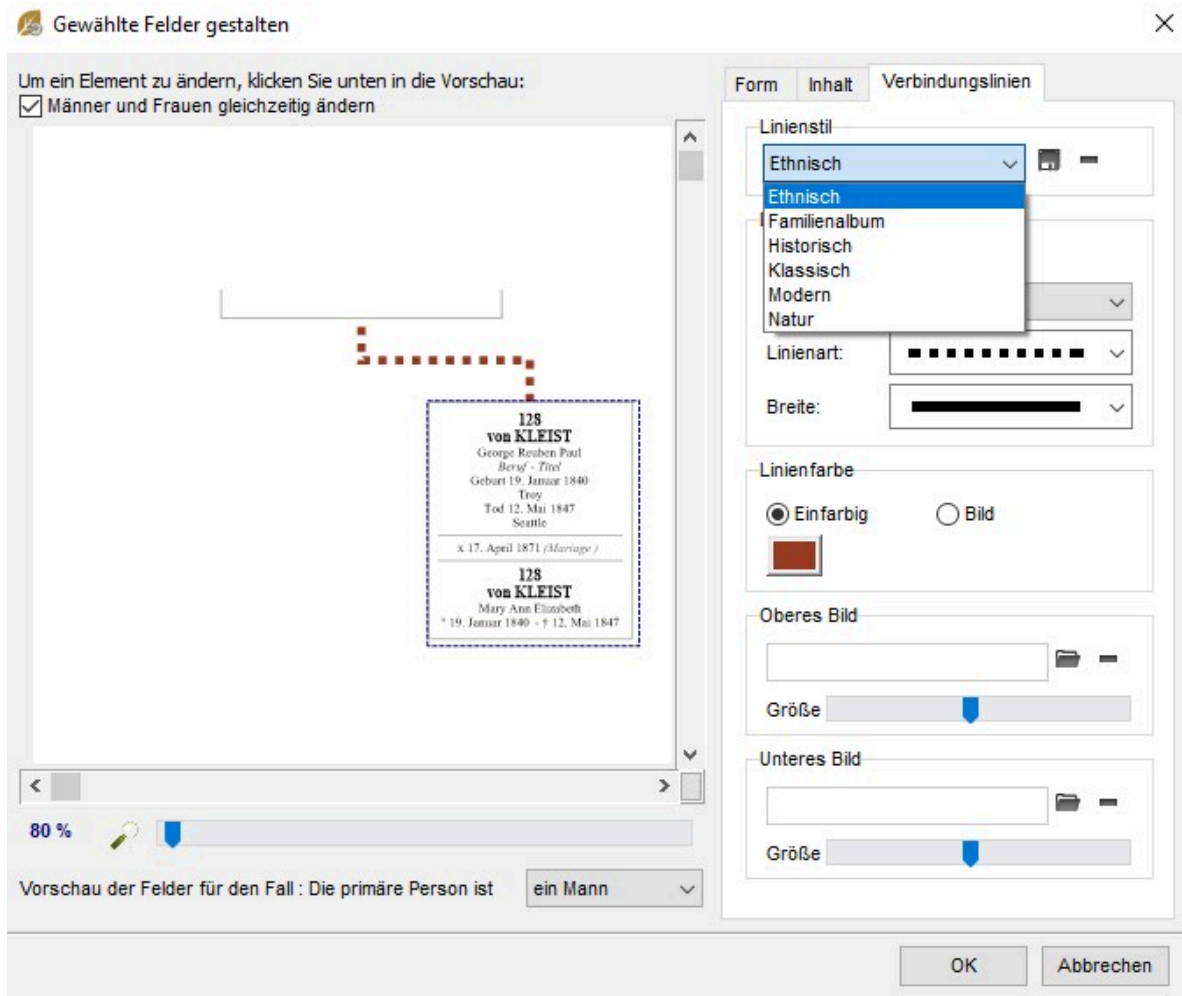 Gewählte Felder gestalten
Um ein Element zu ändern, klicken Sie unten in die Vorschau:
Männer und Frauen gleichzeitig ändern
128
von KLEIST
George Reuben Paul
Beruf - Titel
Geburt 19. Januar 1840
Troy
Tod 12. Mai 1847
Seattle
x 17. April 1871 (Mariage )
128
von KLEIST
Mary Ann Elizabeth
* 19. Januar 1840 - † 12. Mai 1847
80 %
Vorschau der Felder für den Fall : Die primäre Person ist
ein Mann
Form Inhalt Verbindungslinien
Linienstil
Ethnisch
Ethnisch
Familienalbum
Historisch
Klassisch
Modern
Natur
Linienart:
Breite:
Linienfarbe
Einfarbig Bild
Oberes Bild
Größe
Unteres Bild
Größe
OK Abbrechen